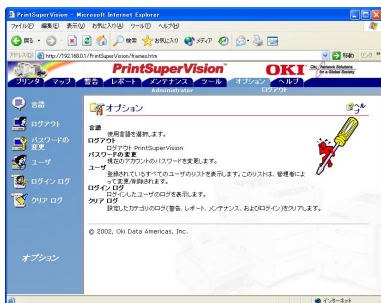 PrintSuperVision - Microsoft Internet Explorer
ファイル(F) 編集(E) 表示(V) お気に入り(A) ツール(T) ヘルプ(H)
戻る 検索 お気に入り メディア
アドレス(D) http://192.168.0.1/PrintSuperVision/frames.htm 移動 リンク
PrintSuperVision OKI Oki, Network Solutions for a Global Society
プリンタ マップ 警告 レポート メンテナンス ツール オプション ヘルプ
Administrator ログアウト
言語
ログアウト
パスワードの変更
ユーザ
ログイン ログ
クリア ログ
オプション
オプション
言語
使用言語を選択します。
ログアウト
ログアウト PrintSuperVision
パスワードの変更
現在のアカウントのパスワードを変更します。
ユーザ
登録されているすべてのユーザのリストを表示します。このリストは、管理者によって変更/削除されます。
ログイン ログ
ログインしたユーザのログを表示します。
クリア ログ
設定したカテゴリのログ(警告、レポート、メンテナンス、およびログイン)をクリアします。
© 2002, Oki Data Americas, Inc.
インターネット